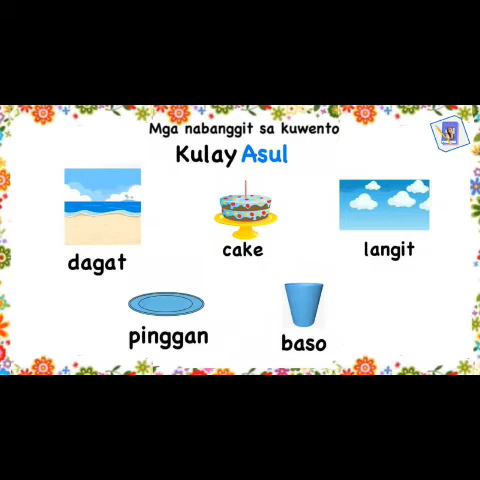 Mga nabanggit sa kuwento
Kulay Asul
dagat
cake
langit
pinggan
baso